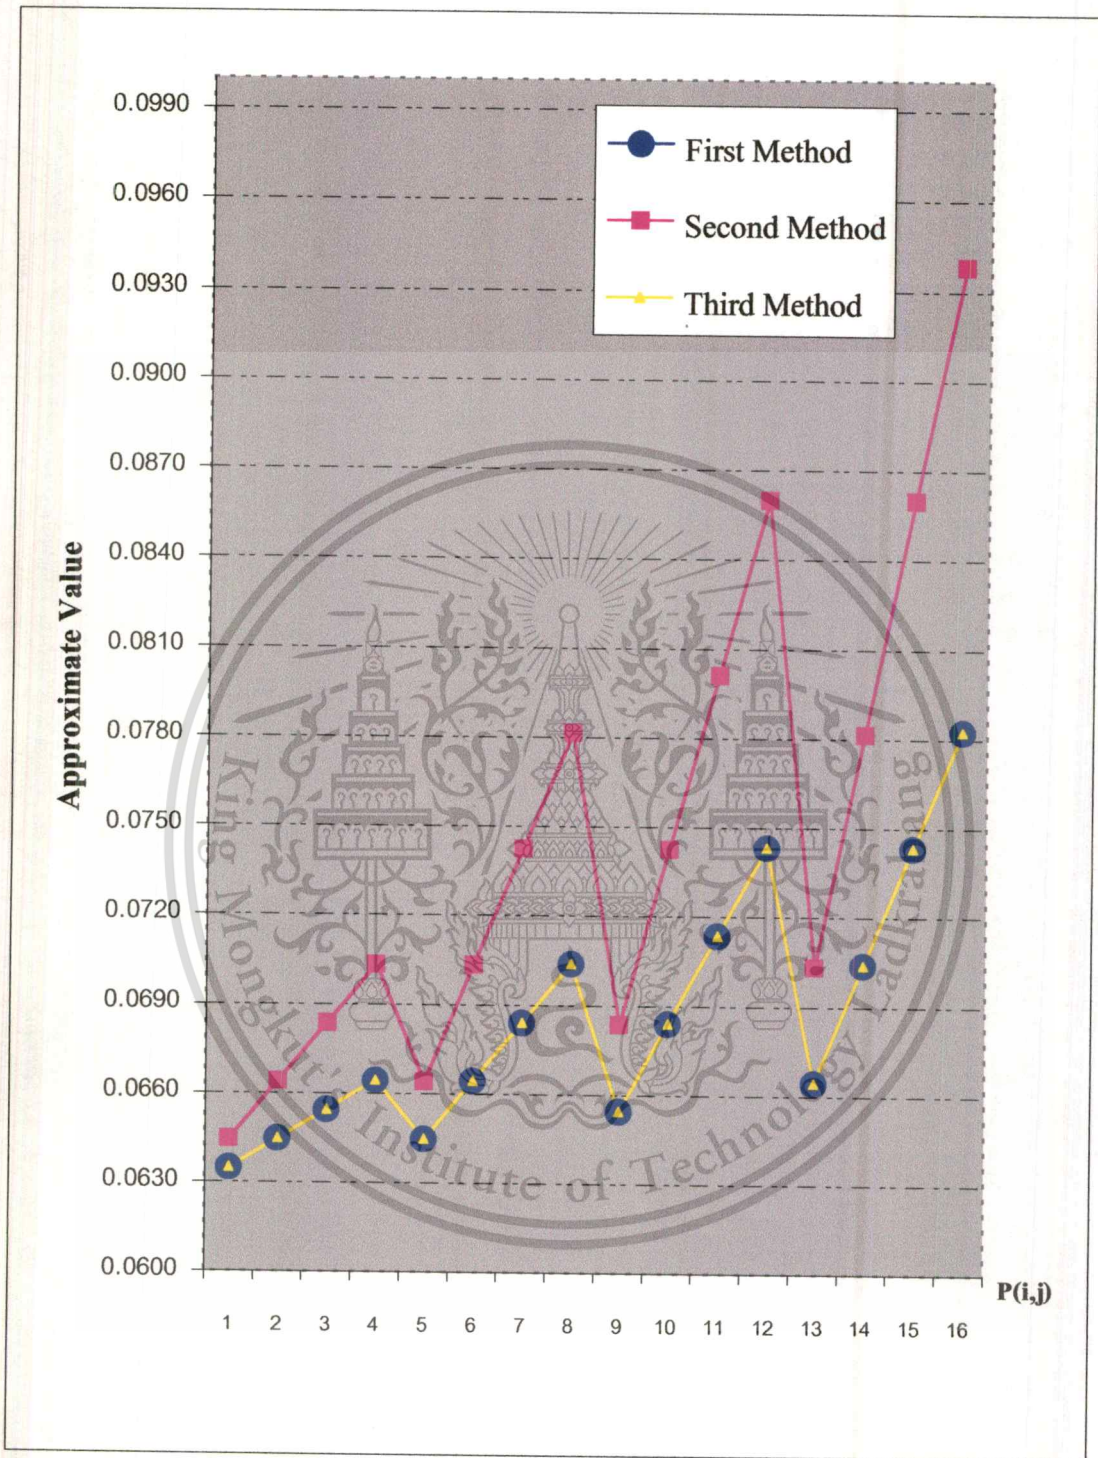 0.0990
0.0960
0.0930
0.0900
0.0870
0.0840
0.0810
0.0780
0.0750
0.0720
0.0690
0.0660
0.0630
0.0600
Approximate Value
First Method
Second Method
Third Method
P(i,j)
1 2 3 4 5 6 7 8 9 10 11 12 13 14 15 16
King Mongkut's Institute of Technology Ladkrabang